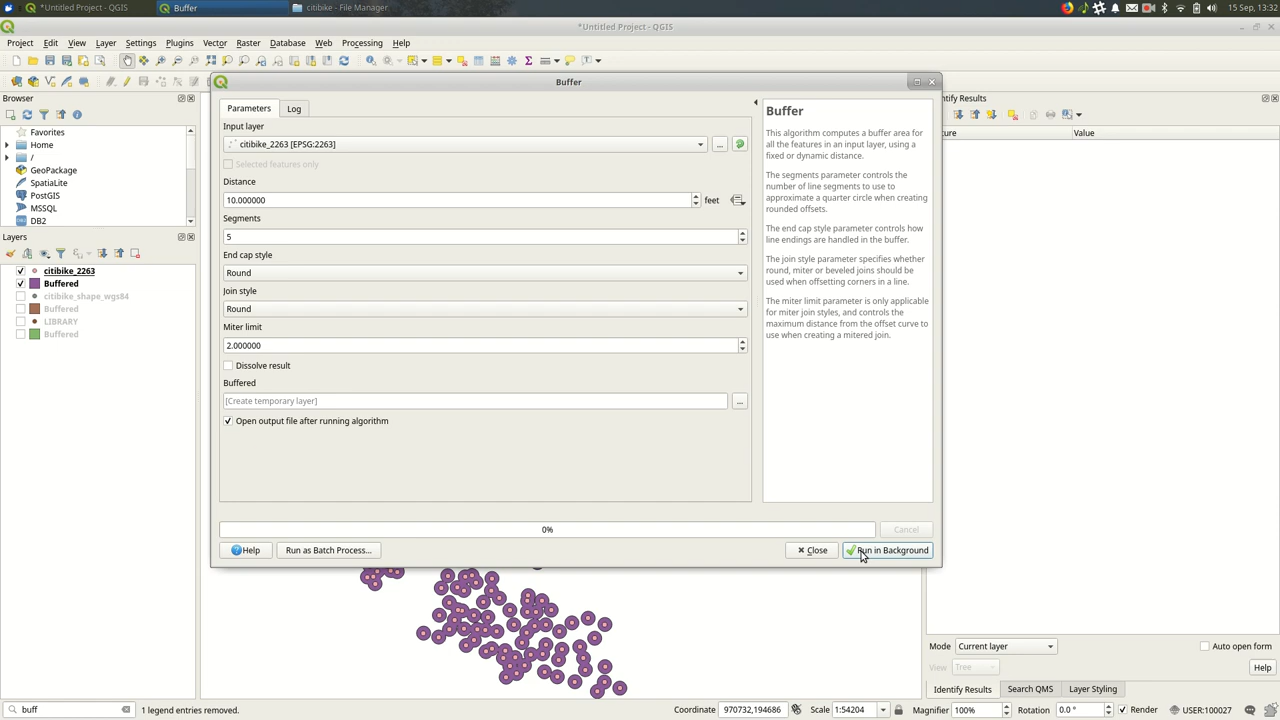 *Untitled Project - QGIS
Buffer
citibike - File Manager
15 Sep, 13:32
*Untitled Project - QGIS
Project Edit View Layer Settings Plugins Vector Raster Database Web Processing Help
Browser
Favorites
Home
/
GeoPackage
SpatiaLite
PostGIS
MSSQL
DB2
Layers
citibike_2263
Buffered
citibike_shape_wgs84
Buffered
LIBRARY
Buffered
Buffer
Parameters
Log
Input layer
citibike_2263 [EPSG:2263]
...
Selected features only
Distance
10.000000
feet
Segments
5
End cap style
Round
Join style
Round
Miter limit
2.000000
Dissolve result
Buffered
[Create temporary layer]
...
Open output file after running algorithm
0%
Cancel
Help
Run as Batch Process...
Close
Run in Background
Buffer
This algorithm computes a buffer area for
all the features in an input layer, using a
fixed or dynamic distance.
The segments parameter controls the
number of line segments to use to
approximate a quarter circle when creating
rounded offsets.
The end cap style parameter controls how
line endings are handled in the buffer.
The join style parameter specifies whether
round, miter or beveled joins should be
used when offsetting corners in a line.
The miter limit parameter is only applicable
for miter join styles, and controls the
maximum distance from the offset curve to
use when creating a mitered join.
entify Results
ture
Value
Mode
Current layer
Auto open form
View
Tree
Help
Identify Results
Search QMS
Layer Styling
buff
1 legend entries removed.
Coordinate
970732,194686
Scale
1:54204
Magnifier
100%
Rotation
0.0 °
Render
USER:100027